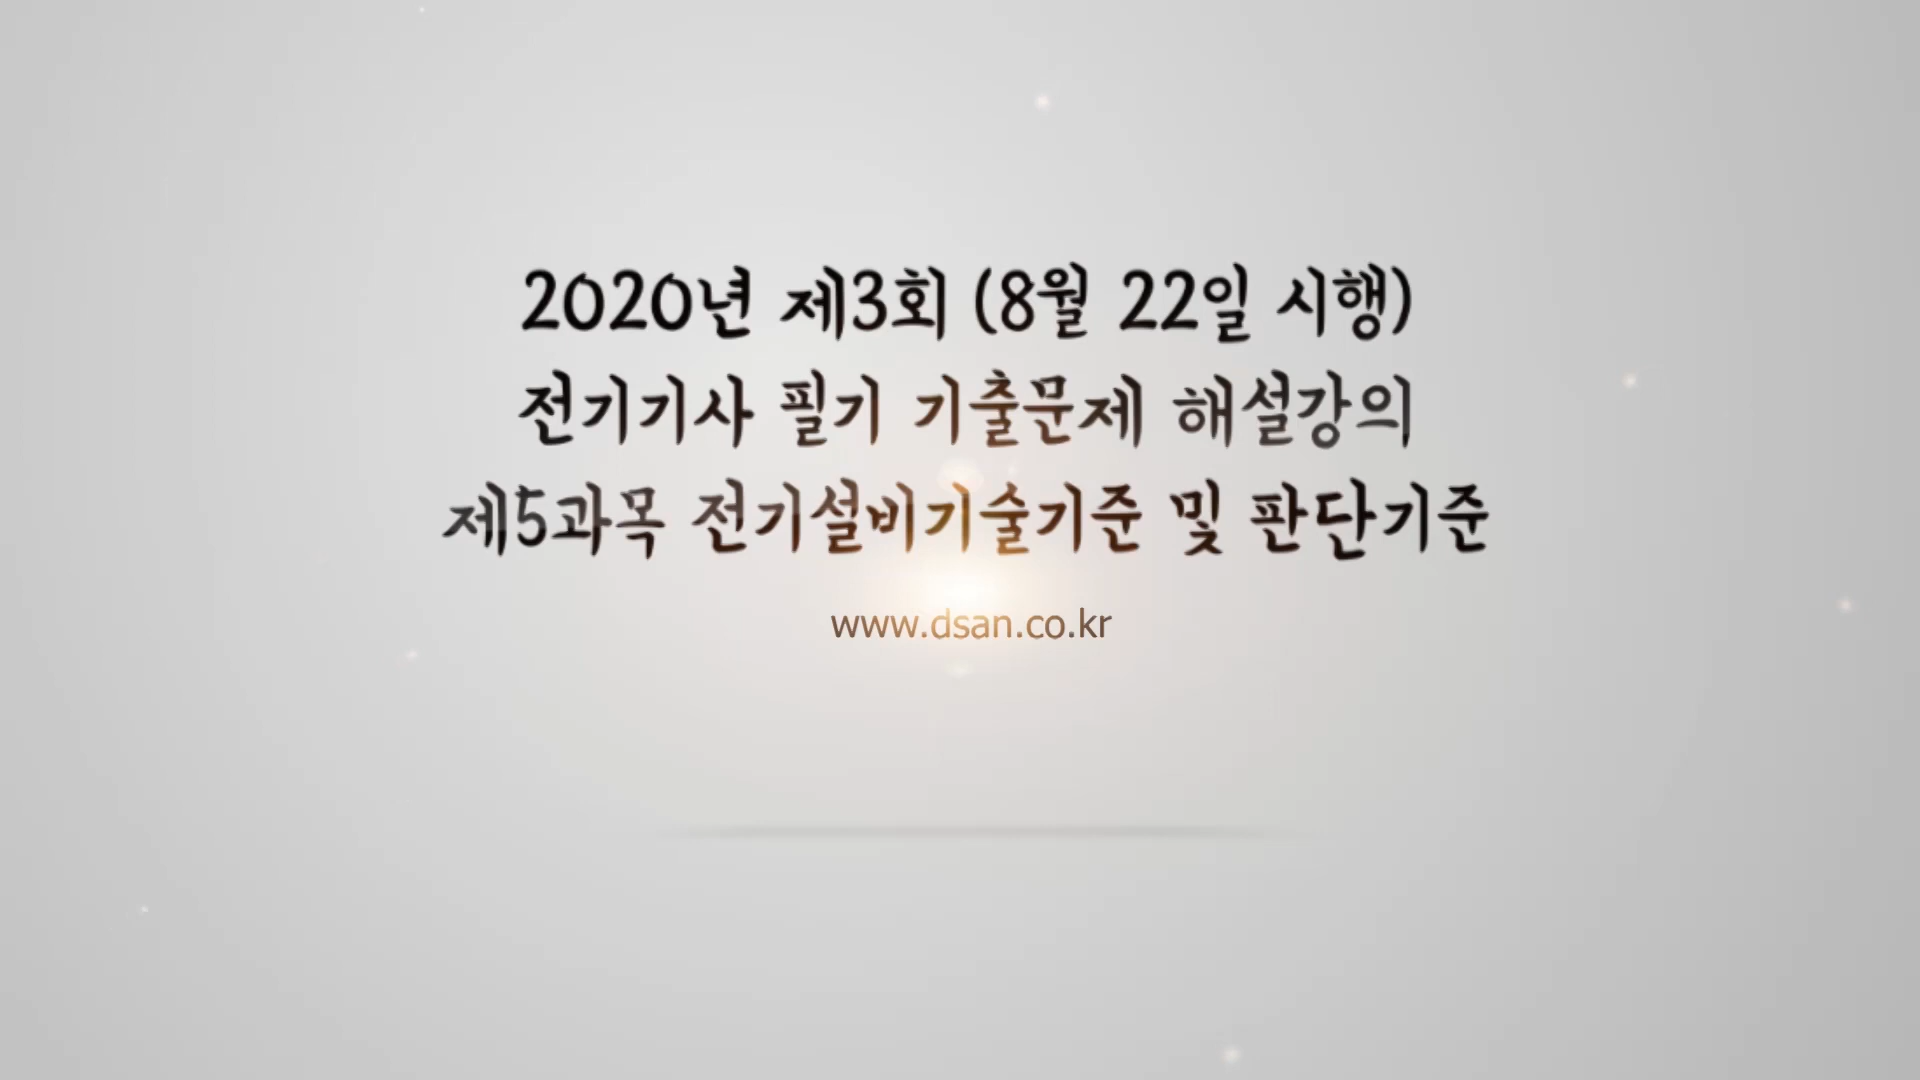 2020년 제3회 (8월 22일 시행)
전기기사 필기 기출문제 해설강의
제5과목 전기설비기술기준 및 판단기준
www.dsan.co.kr